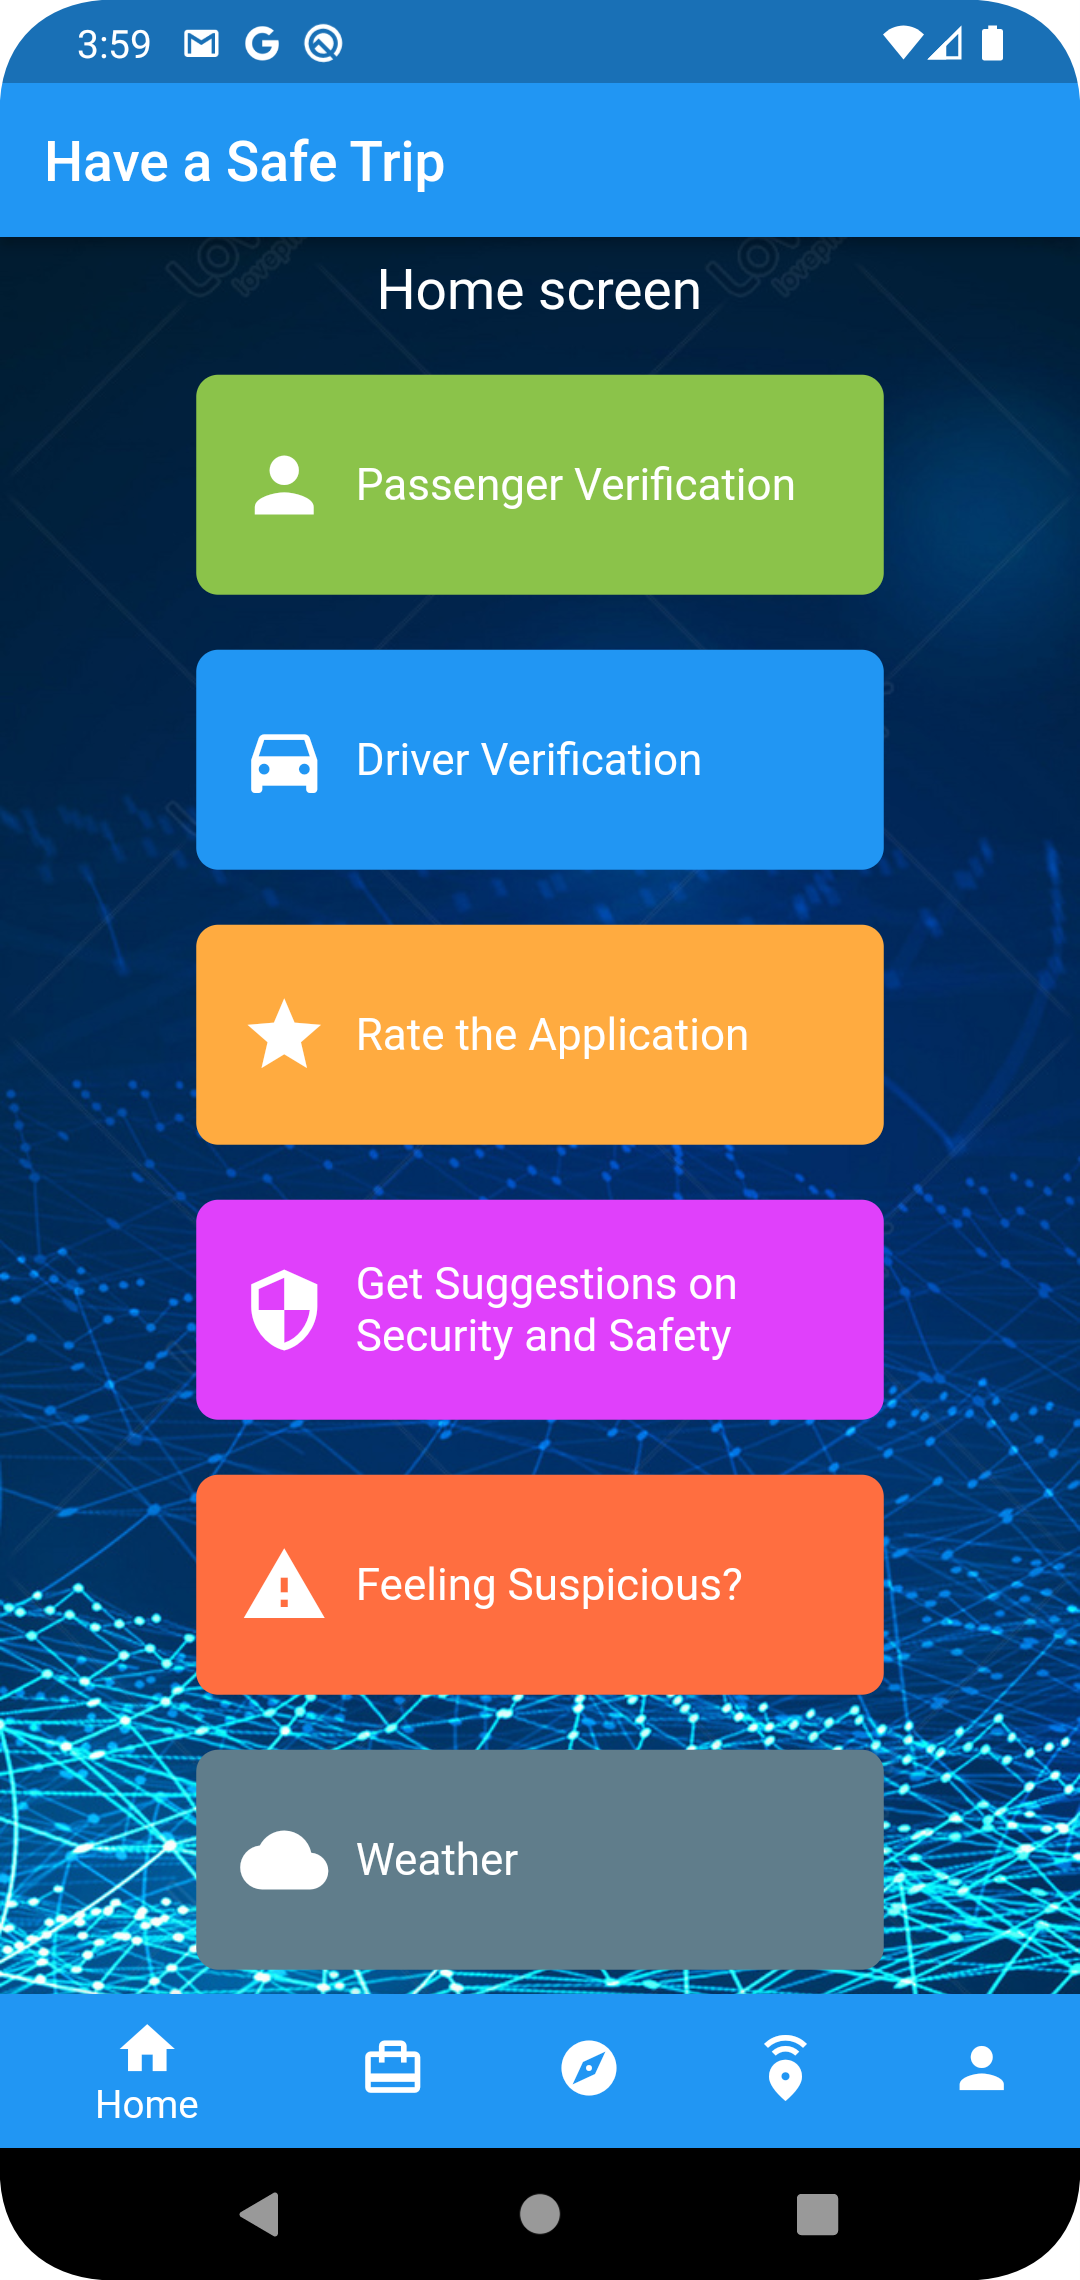 3:59
Have a Safe Trip
Home screen
Passenger Verification
Driver Verification
Rate the Application
Get Suggestions on
Security and Safety
Feeling Suspicious?
Weather
Home